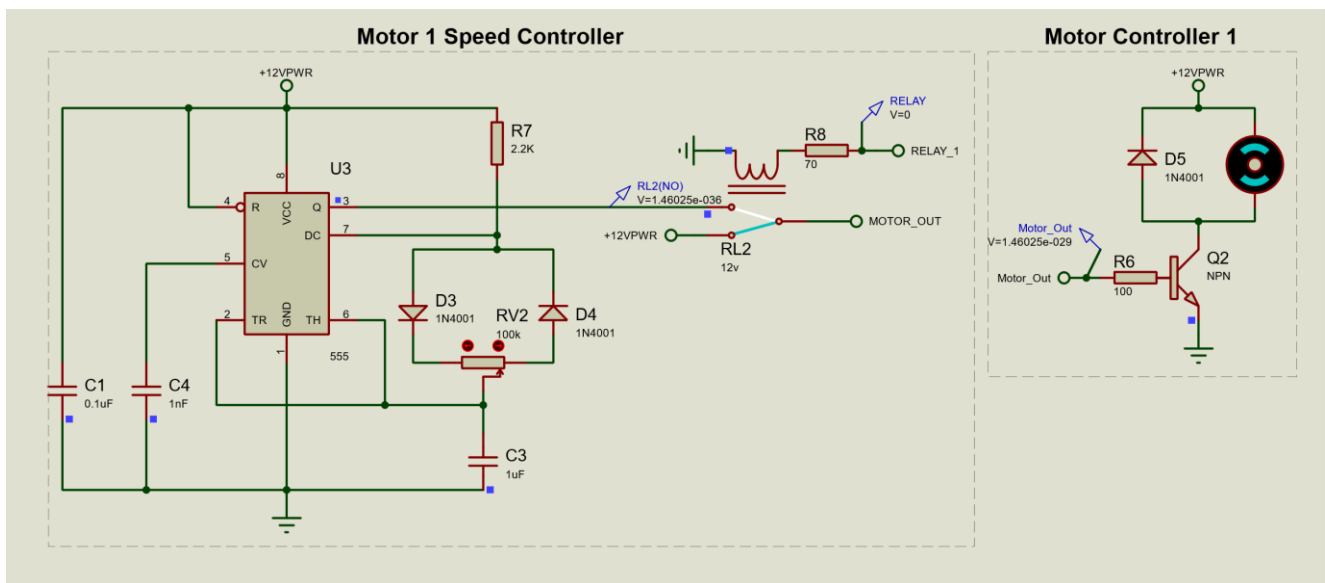 Motor 1 Speed Controller
+12VPWR
R7
2.2K
U3
8
4
R
VCC
Q
3
DC
7
5
CV
2
TR
GND
TH
6
1
555
D3
1N4001
RV2
100k
D4
1N4001
C1
0.1uF
C4
1nF
C3
1uF
RELAY
V=0
R8
70
RELAY_1
RL2(NO)
V=1.46025e-036
+12VPWR
MOTOR_OUT
RL2
12v
Motor Controller 1
+12VPWR
D5
1N4001
Motor_Out
V=1.46025e-029
Motor_Out
R6
100
Q2
NPN